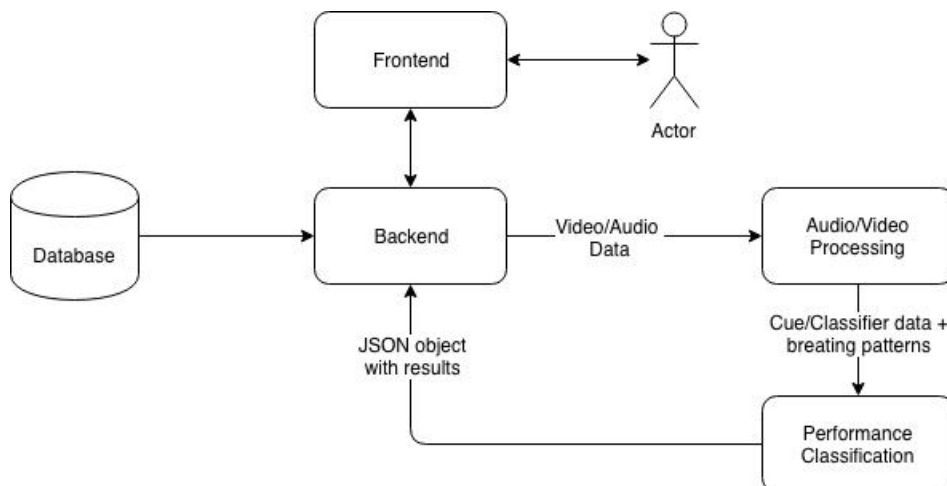 Frontend
Actor
Database
Backend
Video/Audio
Data
Audio/Video
Processing
Cue/Classifier data +
breating patterns
JSON object
with results
Performance
Classification